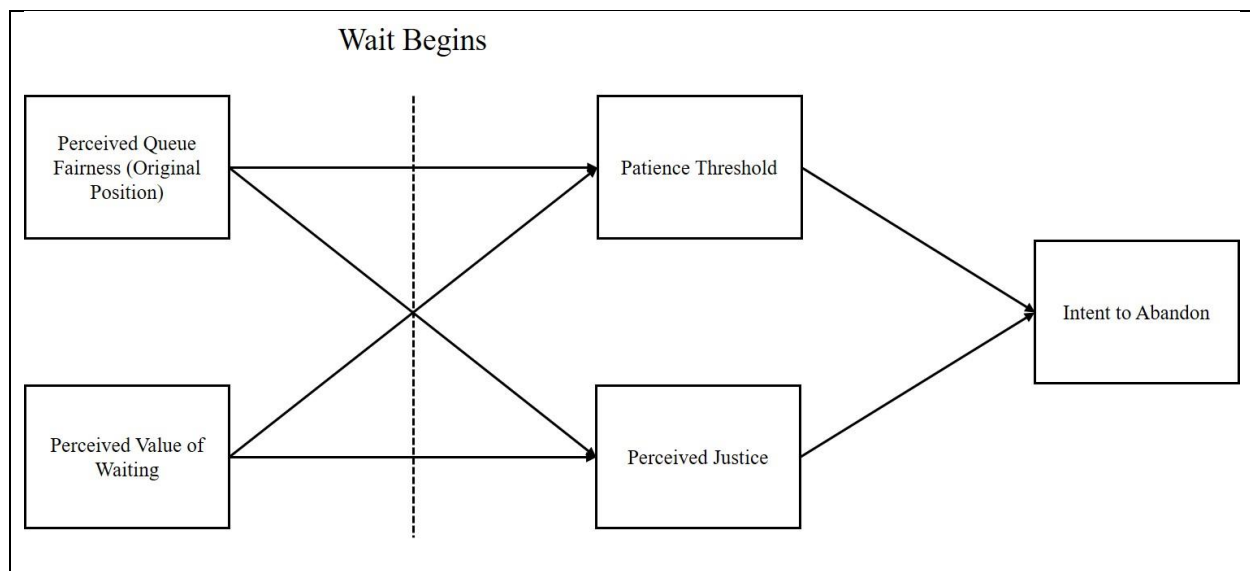 Wait Begins
Perceived Queue
Fairness (Original
Position)
Patience Threshold
Intent to Abandon
Perceived Value of
Waiting
Perceived Justice